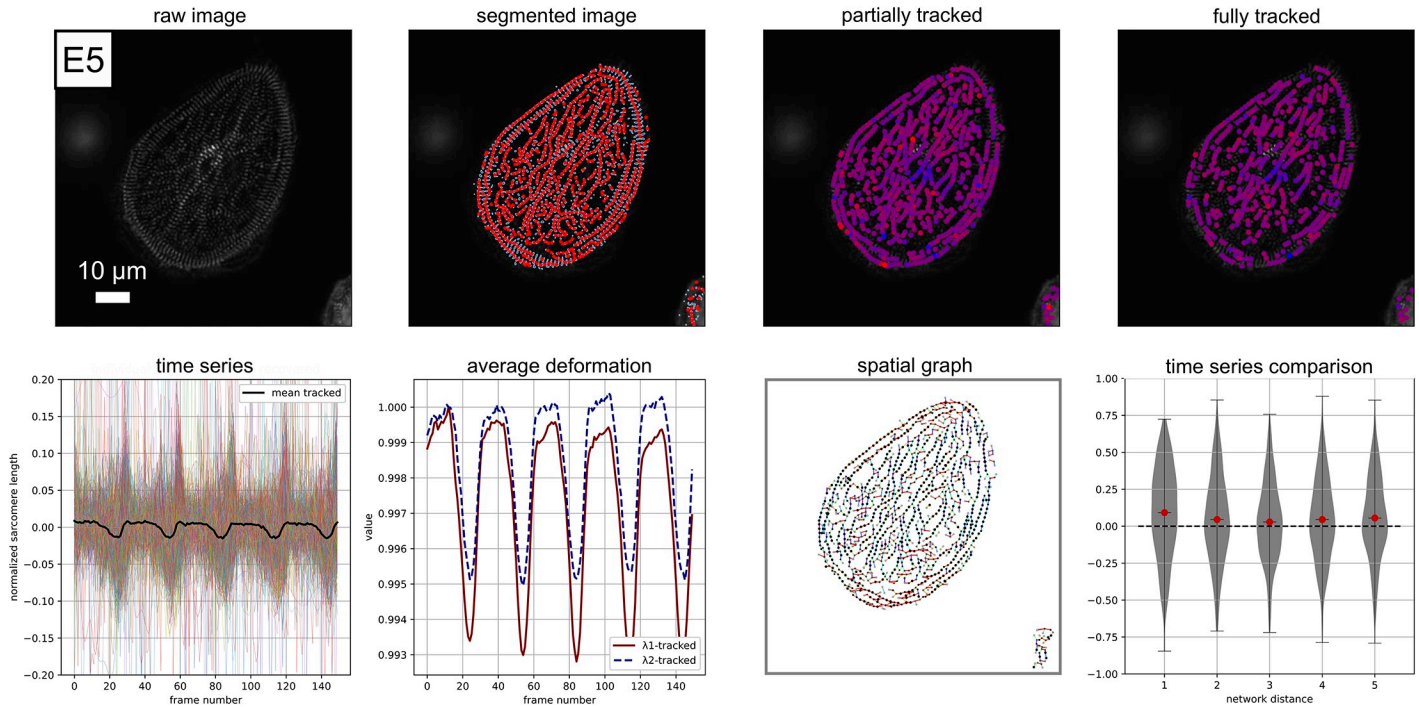 raw image
segmented image
partially tracked
fully tracked
E5
10 µm
time series
average deformation
spatial graph
time series comparison
normalized sarcomere length
0.20
0.15
0.10
0.05
0.00
−0.05
−0.10
−0.15
−0.20
mean tracked
0 20 40 60 80 100 120 140
frame number
value
1.000
0.999
0.998
0.997
0.996
0.995
0.994
0.993
λ1-tracked
λ2-tracked
0 20 40 60 80 100 120 140
frame number
1.00
0.75
0.50
0.25
0.00
−0.25
−0.50
−0.75
−1.00
1 2 3 4 5
network distance